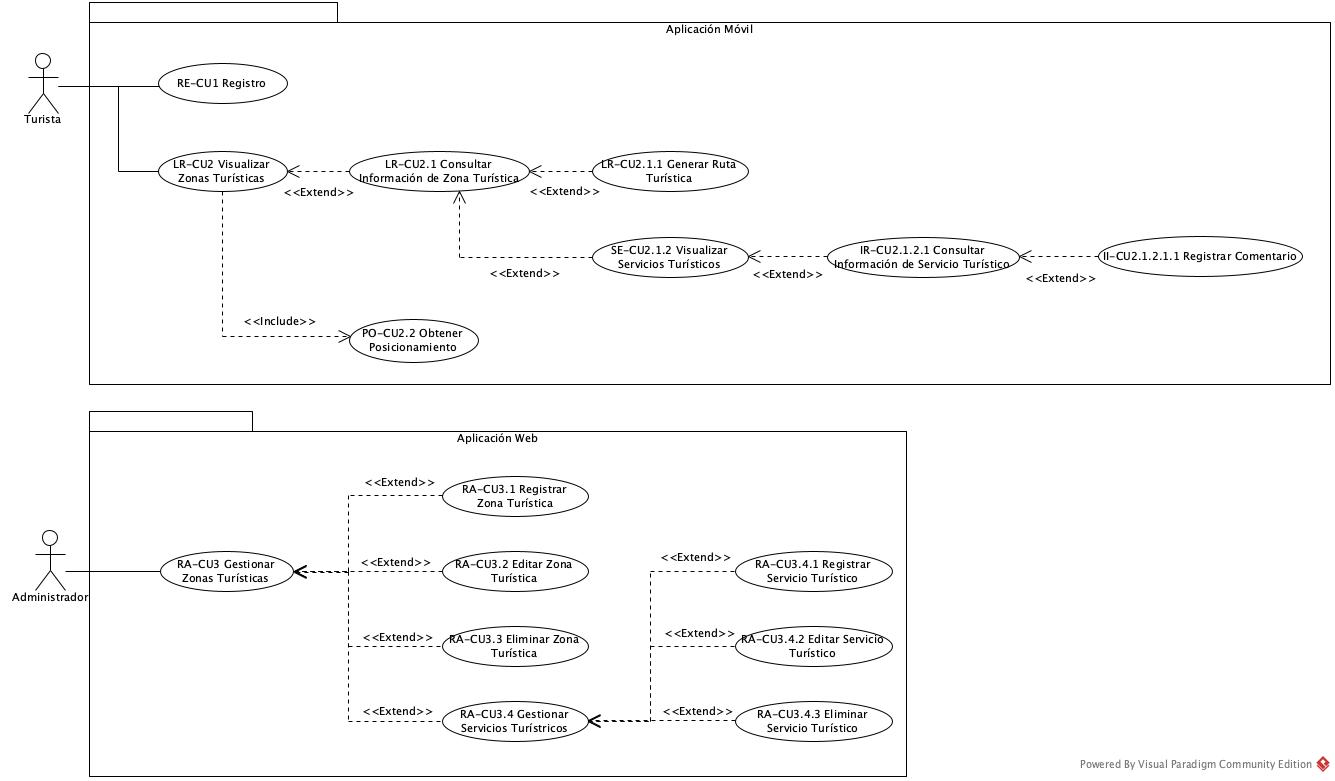 Aplicación Móvil
Turista
RE-CU1 Registro
LR-CU2 Visualizar
Zonas Turísticas
<<Extend>>
LR-CU2.1 Consultar
Información de Zona Turística
<<Extend>>
LR-CU2.1.1 Generar Ruta
Turística
<<Extend>>
SE-CU2.1.2 Visualizar
Servicios Turísticos
<<Extend>>
IR-CU2.1.2.1 Consultar
Información de Servicio Turístico
<<Extend>>
II-CU2.1.2.1.1 Registrar Comentario
<<Include>>
PO-CU2.2 Obtener
Posicionamiento
Aplicación Web
Administrador
RA-CU3 Gestionar
Zonas Turísticas
<<Extend>>
RA-CU3.1 Registrar
Zona Turística
<<Extend>>
RA-CU3.2 Editar Zona
Turística
<<Extend>>
RA-CU3.3 Eliminar Zona
Turística
<<Extend>>
RA-CU3.4 Gestionar
Servicios Turístricos
<<Extend>>
RA-CU3.4.1 Registrar
Servicio Turístico
<<Extend>>
RA-CU3.4.2 Editar Servicio
Turístico
<<Extend>>
RA-CU3.4.3 Eliminar
Servicio Turístico
Powered By Visual Paradigm Community Edition